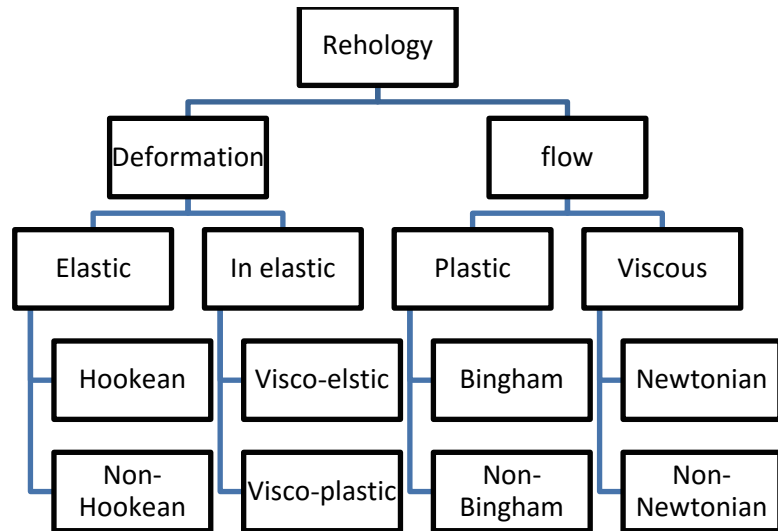 Rehology
Deformation
flow
Elastic
In elastic
Plastic
Viscous
Hookean
Visco-elstic
Bingham
Newtonian
Non-
Hookean
Visco-plastic
Non-
Bingham
Non-
Newtonian